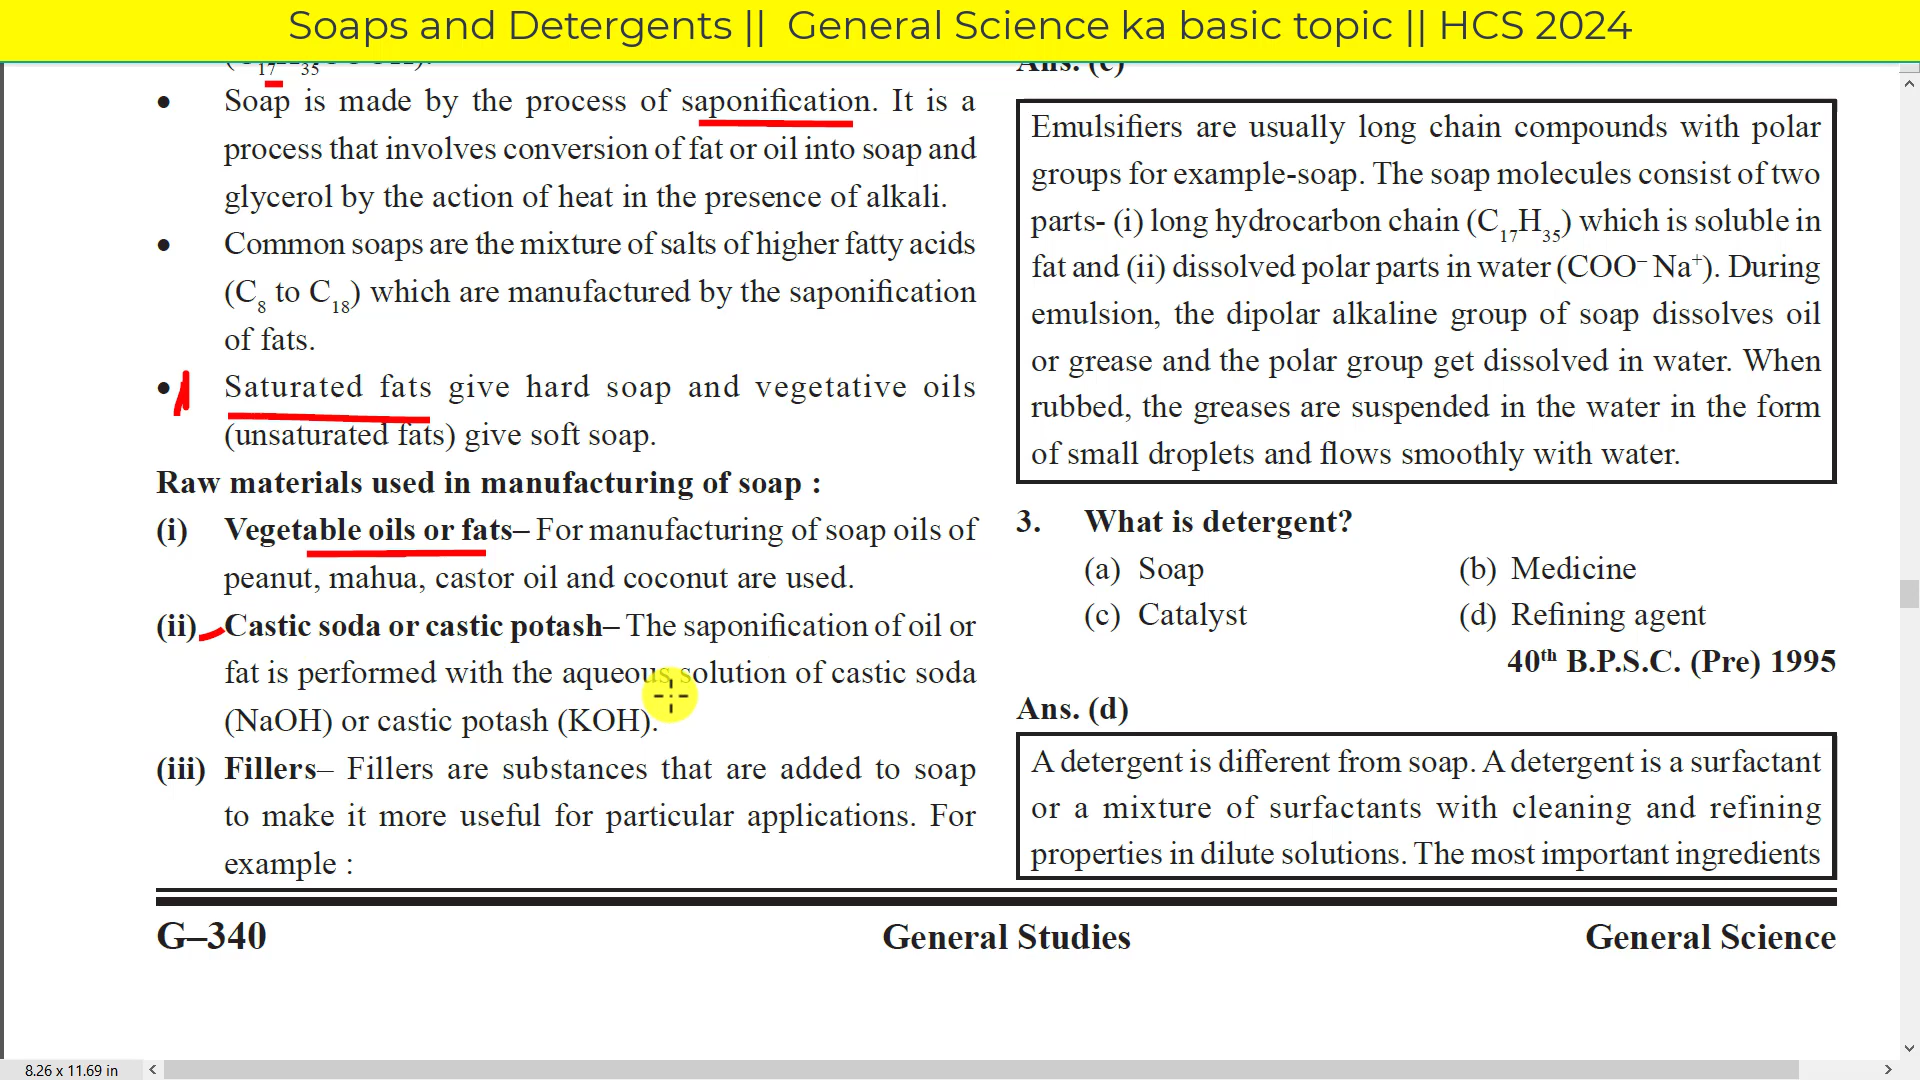 Soaps and Detergents || General Science ka basic topic || HCS 2024
Soap is made by the process of saponification. It is a
process that involves conversion of fat or oil into soap and
glycerol by the action of heat in the presence of alkali.
Common soaps are the mixture of salts of higher fatty acids
(C8 to C18) which are manufactured by the saponification
of fats.
Saturated fats give hard soap and vegetative oils
(unsaturated fats) give soft soap.
Raw materials used in manufacturing of soap :
(i) Vegetable oils or fats– For manufacturing of soap oils of
peanut, mahua, castor oil and coconut are used.
(ii) Castic soda or castic potash– The saponification of oil or
fat is performed with the aqueous solution of castic soda
(NaOH) or castic potash (KOH).
(iii) Fillers– Fillers are substances that are added to soap
to make it more useful for particular applications. For
example :
Ans. (c)
Emulsifiers are usually long chain compounds with polar
groups for example-soap. The soap molecules consist of two
parts- (i) long hydrocarbon chain (C17H35) which is soluble in
fat and (ii) dissolved polar parts in water (COO– Na+). During
emulsion, the dipolar alkaline group of soap dissolves oil
or grease and the polar group get dissolved in water. When
rubbed, the greases are suspended in the water in the form
of small droplets and flows smoothly with water.
3. What is detergent?
(a) Soap (b) Medicine
(c) Catalyst (d) Refining agent
40th B.P.S.C. (Pre) 1995
Ans. (d)
A detergent is different from soap. A detergent is a surfactant
or a mixture of surfactants with cleaning and refining
properties in dilute solutions. The most important ingredients
G–340 General Studies General Science
8.26 x 11.69 in